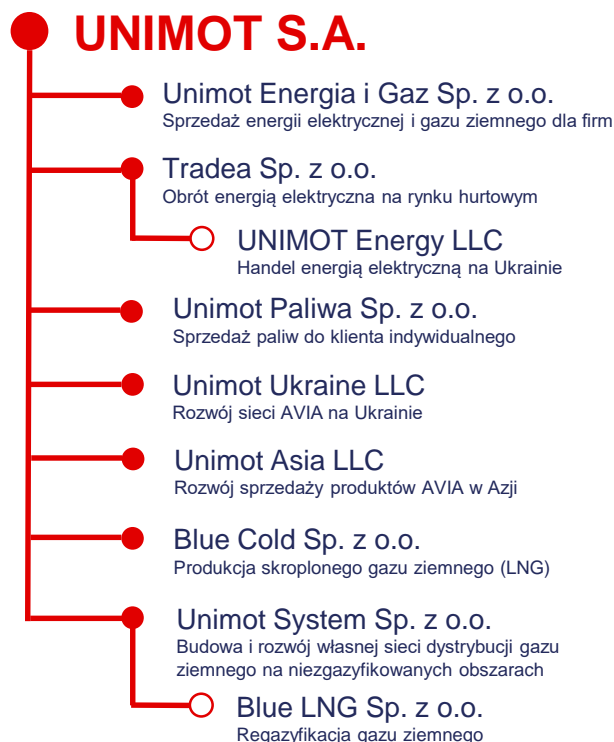 UNIMOT S.A.
Unimot Energia i Gaz Sp. z o.o.
Sprzedaż energii elektrycznej i gazu ziemnego dla firm
Tradea Sp. z o.o.
Obrót energią elektryczna na rynku hurtowym
UNIMOT Energy LLC
Handel energią elektryczną na Ukrainie
Unimot Paliwa Sp. z o.o.
Sprzedaż paliw do klienta indywidualnego
Unimot Ukraine LLC
Rozwój sieci AVIA na Ukrainie
Unimot Asia LLC
Rozwój sprzedaży produktów AVIA w Azji
Blue Cold Sp. z o.o.
Produkcja skroplonego gazu ziemnego (LNG)
Unimot System Sp. z o.o.
Budowa i rozwój własnej sieci dystrybucji gazu
ziemnego na niezgazyfikowanych obszarach
Blue LNG Sp. z o.o.
Regazyfikacja gazu ziemnego